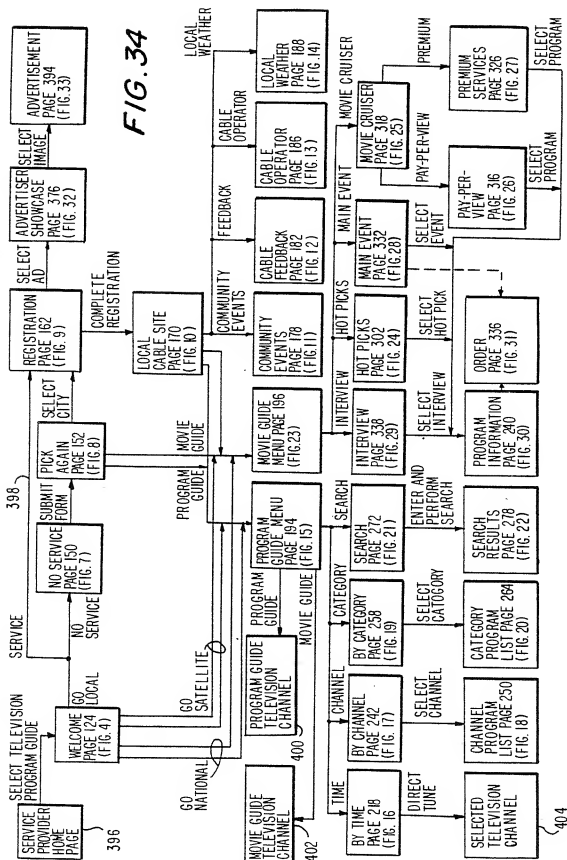 FIG.34
SELECT TELEVISION
PROGRAM GUIDE
SERVICE
PROVIDER
HOME
PAGE
396
WELCOME
PAGE 124
(FIG. 4)
SERVICE
398
GO
LOCAL
NO
SERVICE
NO SERVICE
PAGE 150
(FIG. 7)
SUBMIT
FORM
PICK
AGAIN
PAGE 152
(FIG. 8)
SELECT
CITY
REGISTRATION
PAGE 162
(FIG. 9)
SELECT
AD
ADVERTISER
SHOWCASE
PAGE 376
(FIG. 32)
SELECT
IMAGE
ADVERTISEMENT
PAGE 394
(FIG. 33)
COMPLETE
REGISTRATION
LOCAL
CABLE SITE
PAGE 170
(FIG. 10)
GO
NATIONAL
GO
SATELLITE
PROGRAM
GUIDE
MOVIE
GUIDE
COMMUNITY
EVENTS
FEEDBACK
CABLE
OPERATOR
LOCAL
WEATHER
MOVIE GUIDE
TELEVISION
CHANNEL
402
PROGRAM GUIDE
TELEVISION
CHANNEL
400
PROGRAM
GUIDE
MOVIE GUIDE
PROGRAM
GUIDE MENU
PAGE 194
(FIG. 15)
MOVIE GUIDE
MENU PAGE 196
(FIG. 23)
COMMUNITY
EVENTS
PAGE 178
(FIG. 11)
CABLE
FEEDBACK
PAGE 182
(FIG. 12)
CABLE
OPERATOR
PAGE 186
(FIG. 13)
LOCAL
WEATHER
PAGE 188
(FIG. 14)
TIME
CHANNEL
CATEGORY
SEARCH
INTERVIEW
HOT PICKS
MAIN EVENT
MOVIE CRUISER
BY TIME
PAGE 218
(FIG. 16
BY CHANNEL
PAGE 242
(FIG. 17)
BY CATEGORY
PAGE 258
(FIG. 19)
SEARCH
PAGE 272
(FIG. 21)
INTERVIEW
PAGE 338
(FIG. 29)
HOT PICKS
PAGE 302
(FIG. 24)
MAIN EVENT
PAGE 332
(FIG. 28)
MOVIE CRUISER
PAGE 318
(FIG. 25)
PAY-PER-VIEW
PREMIUM
DIRECT
TUNE
SELECT
CHANNEL
SELECT
CATOGORY
ENTER AND
PERFORM
SEARCH
SELECT
INTERVIEW
SELECT
HOT PICK
SELECT
EVENT
PAY-PER-
VIEW
PAGE 316
(FIG. 26)
SELECT
PROGRAM
PREMIUM
SERVICES
PAGE 326
(FIG. 27)
SELECT
PROGRAM
SELECTED
TELEVISION
CHANNEL
404
CHANNEL
PROGRAM
LIST PAGE 250
(FIG. 18)
CATEGORY
PROGRAM
LIST PAGE 264
(FIG. 20)
SEARCH
RESULTS
PAGE 278
(FIG. 22)
PROGRAM
INFORMATION
PAGE 240
(FIG. 30)
ORDER
PAGE 336
(FIG. 31)